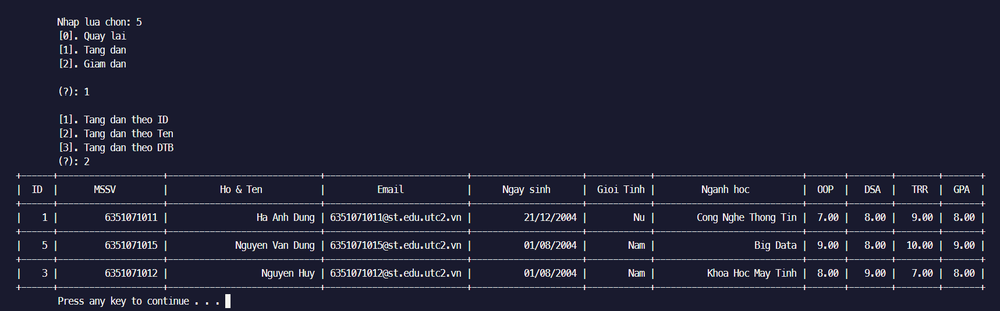 Nhap lua chon: 5
[0]. Quay lai
[1]. Tang dan
[2]. Giam dan
(?): 1
[1]. Tang dan theo ID
[2]. Tang dan theo Ten
[3]. Tang dan theo DTB
(?): 2
+------+--------------------+-----------------------------+---------------------------+---------------------+------------+----------------------------+-------+--------+--------+-------+
| ID | MSSV | Ho & Ten | Email | Ngay sinh | Gioi Tinh | Nganh hoc | OOP | DSA | TRR | GPA |
+------+--------------------+-----------------------------+---------------------------+---------------------+------------+----------------------------+-------+--------+--------+-------+
| 1 | 6351071011 | Ha Anh Dung | 6351071011@st.edu.utc2.vn | 21/12/2004 | Nu | Cong Nghe Thong Tin | 7.00 | 8.00 | 9.00 | 8.00 |
+------+--------------------+-----------------------------+---------------------------+---------------------+------------+----------------------------+-------+--------+--------+-------+
| 5 | 6351071015 | Nguyen Van Dung | 6351071015@st.edu.utc2.vn | 01/08/2004 | Nam | Big Data | 9.00 | 8.00 | 10.00 | 9.00 |
+------+--------------------+-----------------------------+---------------------------+---------------------+------------+----------------------------+-------+--------+--------+-------+
| 3 | 6351071012 | Nguyen Huy | 6351071012@st.edu.utc2.vn | 01/08/2004 | Nam | Khoa Hoc May Tinh | 8.00 | 9.00 | 7.00 | 8.00 |
+------+--------------------+-----------------------------+---------------------------+---------------------+------------+----------------------------+-------+--------+--------+-------+
Press any key to continue . . .